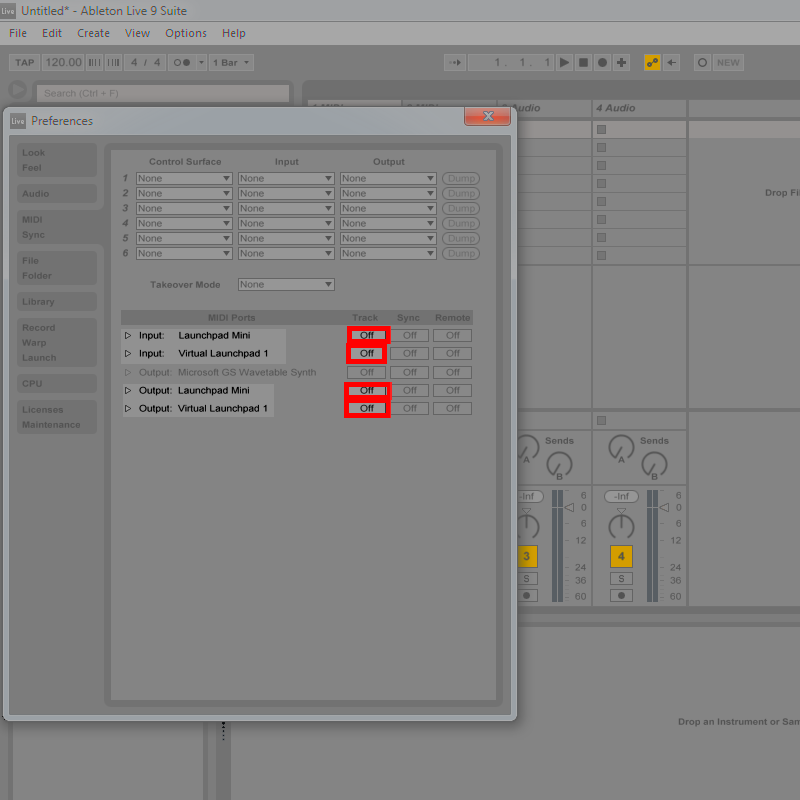 Live Untitled* - Ableton Live 9 Suite
File Edit Create View Options Help
TAP 120.00 4 / 4 1 Bar 1. 1. 1 NEW
Search (Ctrl + F)
Audio 4 Audio
Live Preferences
Look
Feel
Audio
MIDI
Sync
File
Folder
Library
Record
Warp
Launch
CPU
Licenses
Maintenance
Control Surface Input Output
1 None None None Dump
2 None None None Dump
3 None None None Dump
4 None None None Dump
5 None None None Dump
6 None None None Dump
Takeover Mode None
MIDI Ports Track Sync Remote
Input: Launchpad Mini Off Off Off
Input: Virtual Launchpad 1 Off Off Off
Output: Microsoft GS Wavetable Synth Off Off Off
Output: Launchpad Mini Off Off Off
Output: Virtual Launchpad 1 Off Off Off
Drop Fil
Sends Sends
A A
B B
-Inf 6 -Inf 6
0 0
6 6
12 12
3 4
24 24
S 36 S 36
60 60
Drop an Instrument or Sam